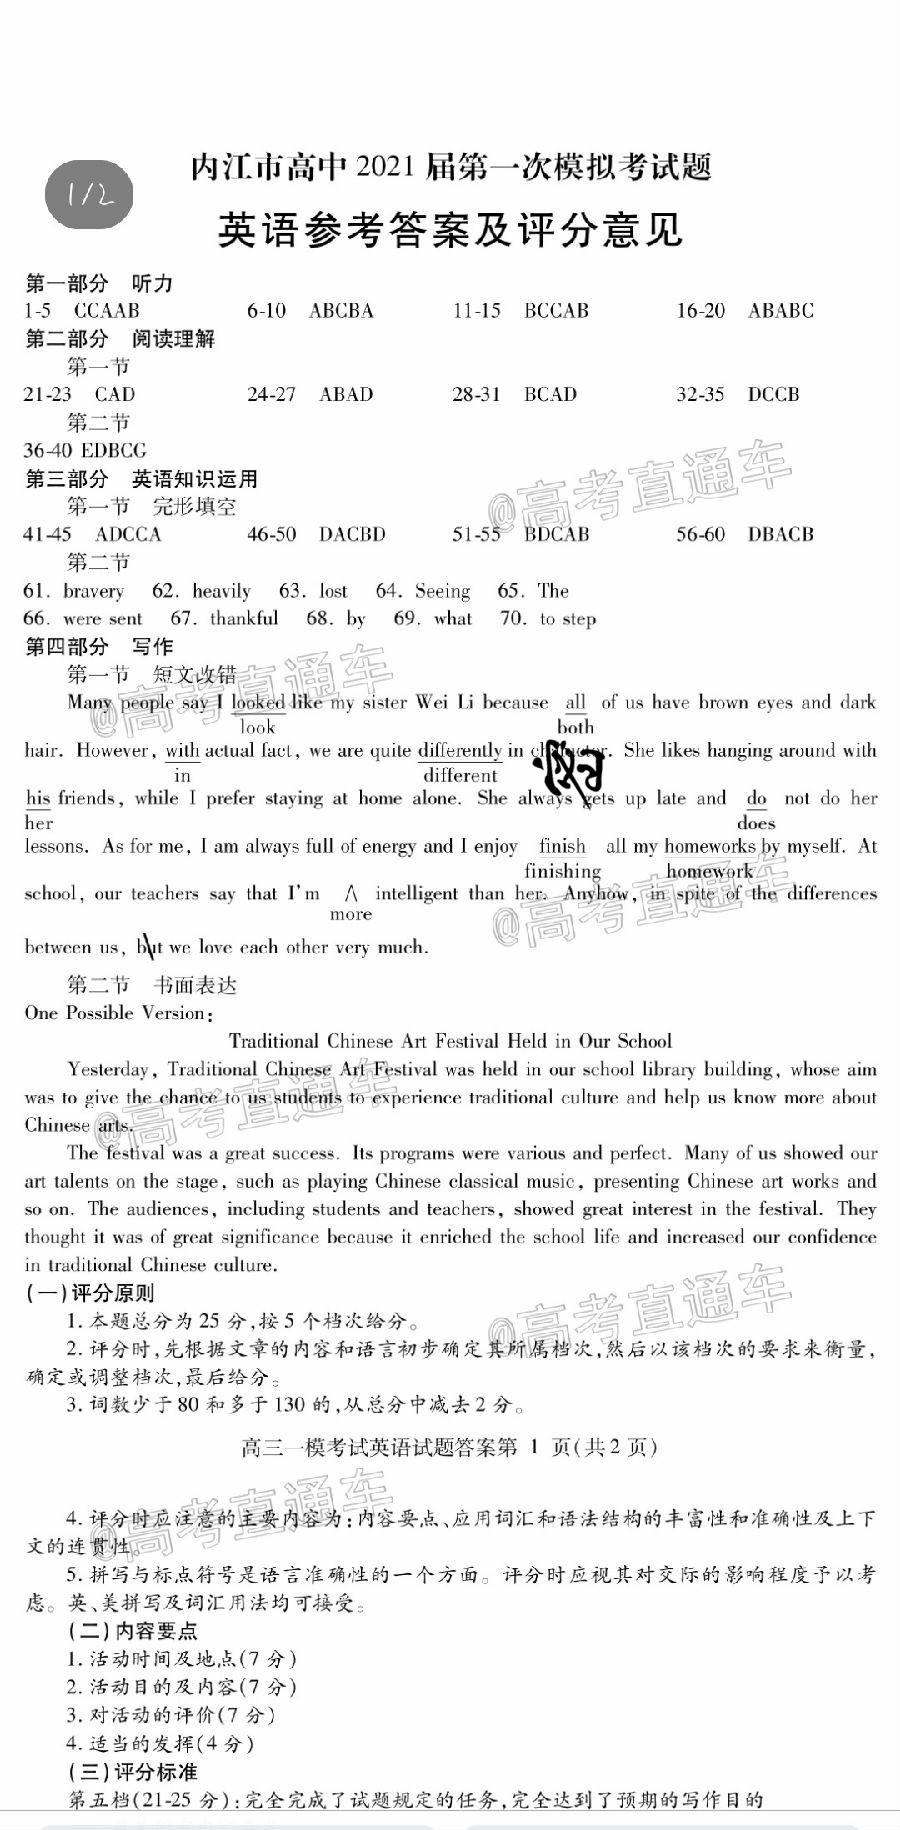 内江市高中 2021 届第一次模拟考试题
1/2
英语参考答案及评分意见
第一部分 听力
1-5 CCAAB 6-10 ABCBA 11-15 BCCAB 16-20 ABABC
第二部分 阅读理解
第一节
21-23 CAD 24-27 ABAD 28-31 BCAD 32-35 DCCB
第二节
36-40 EDBCG
第三部分 英语知识运用
@高考直通车
第一节 完形填空
41-45 ADCCA 46-50 DACBD 51-55 BDCAB 56-60 DBACB
第二节
61. bravery 62. heavily 63. lost 64. Seeing 65. The
66. were sent 67. thankful 68. by 69. what 70. to step
第四部分 写作
第一节 短文改错
@高考直通车
Many people say I looked like my sister Wei Li because all of us have brown eyes and dark
look both
hair. However, with actual fact, we are quite differently in . She likes hanging around with
in different
his friends, while I prefer staying at home alone. She always gets up late and do not do her
her does
lessons. As for me, I am always full of energy and I enjoy finish all my homeworks by myself. At
finishing homework
school, our teachers say that I'm ∧ intelligent than her. Anyhow, in spite of the differences
more
@高考直通车
between us, but we love each other very much.
第二节 书面表达
One Possible Version:
Traditional Chinese Art Festival Held in Our School
Yesterday, Traditional Chinese Art Festival was held in our school library building, whose aim
was to give the chance to us students to experience traditional culture and help us know more about
@高考直通车
Chinese arts.
The festival was a great success. Its programs were various and perfect. Many of us showed our
art talents on the stage, such as playing Chinese classical music, presenting Chinese art works and
so on. The audiences, including students and teachers, showed great interest in the festival. They
thought it was of great significance because it enriched the school life and increased our confidence
in traditional Chinese culture.
(一)评分原则
1. 本题总分为 25 分,按 5 个档次给分。
@高考直通车
2. 评分时,先根据文章的内容和语言初步确定其所属档次,然后以该档次的要求来衡量,
确定或调整档次,最后给分。
3. 词数少于 80 和多于 130 的,从总分中减去 2 分。
高三一模考试英语试题答案第 1 页(共 2 页)
@高考直通车
4. 评分时应注意的主要内容为:内容要点、应用词汇和语法结构的丰富性和准确性及上下
文的连贯性。
5. 拼写与标点符号是语言准确性的一个方面。评分时应视其对交际的影响程度予以考
虑。英、美拼写及词汇用法均可接受。
(二)内容要点
1. 活动时间及地点(7 分)
2. 活动目的及内容(7 分)
3. 对活动的评价(7 分)
4. 适当的发挥(4 分)
(三)评分标准
第五档(21-25 分):完全完成了试题规定的任务,完全达到了预期的写作目的